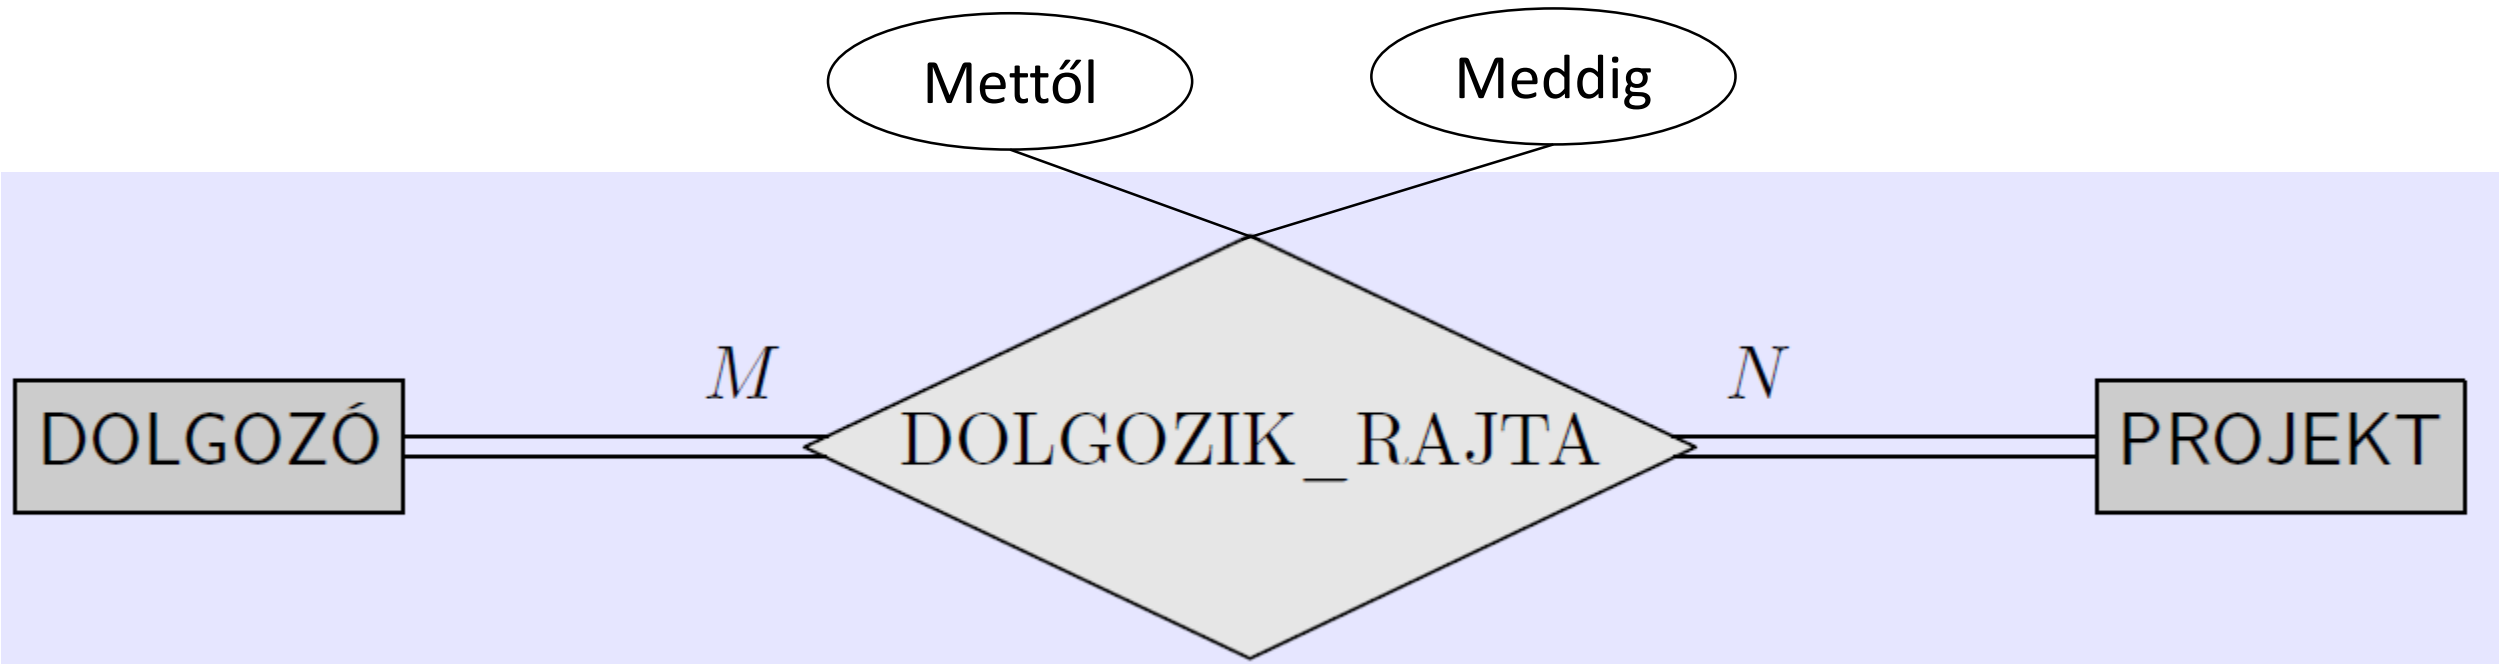 Mettől
Meddig
M
N
DOLGOZÓ
DOLGOZIK_RAJTA
PROJEKT